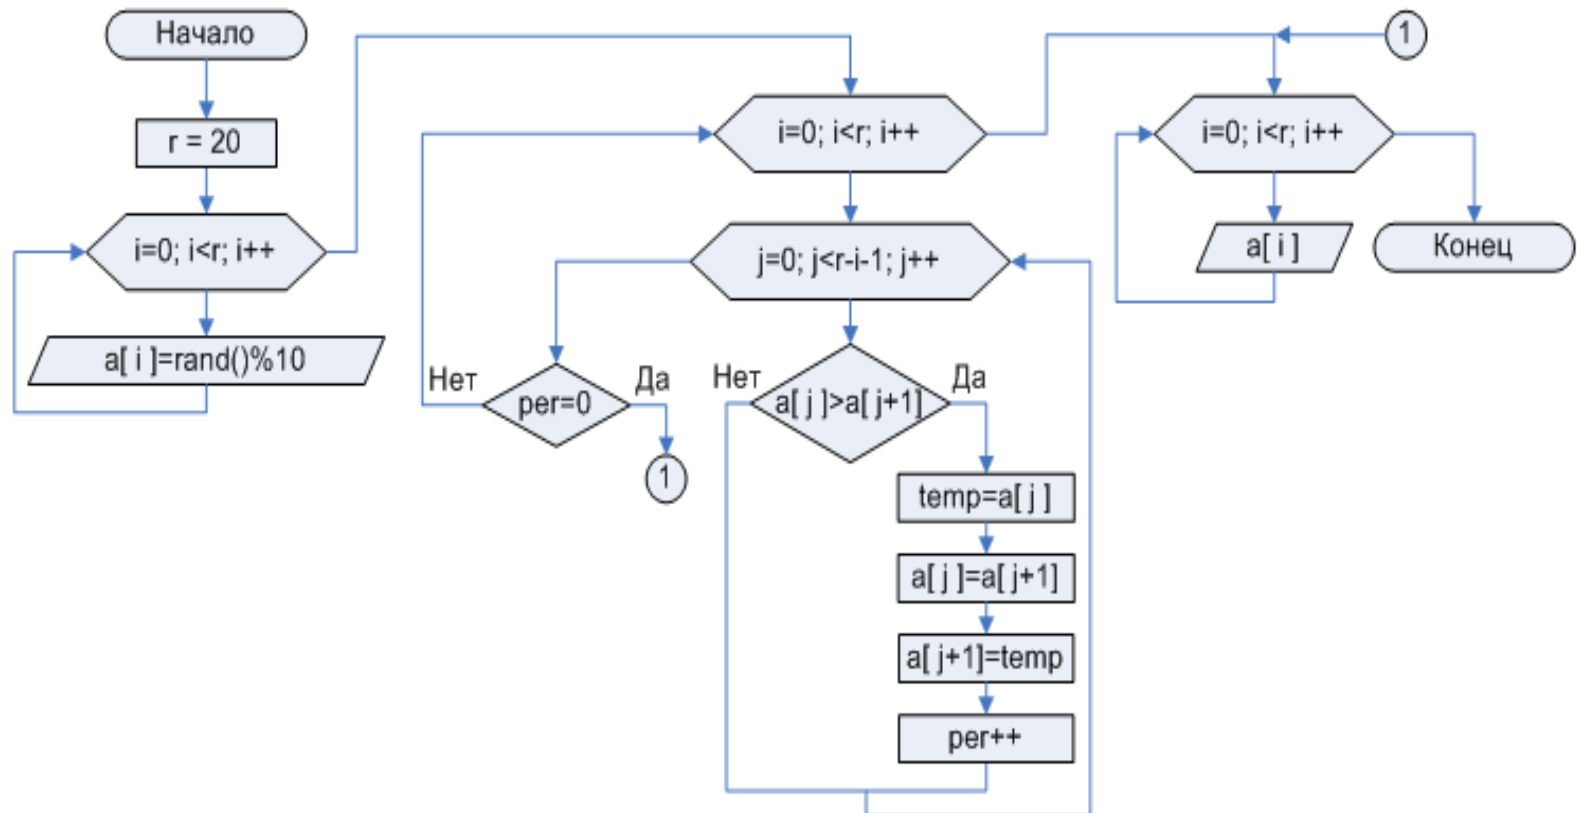 Начало
r = 20
i=0; i<r; i++
a[ i ]=rand()%10
i=0; i<r; i++
j=0; j<r-i-1; j++
Нет
per=0
Да
1
Нет
a[ j ]>a[ j+1]
Да
temp=a[ j ]
a[ j ]=a[ j+1]
a[ j+1]=temp
per++
1
i=0; i<r; i++
a[ i ]
Конец